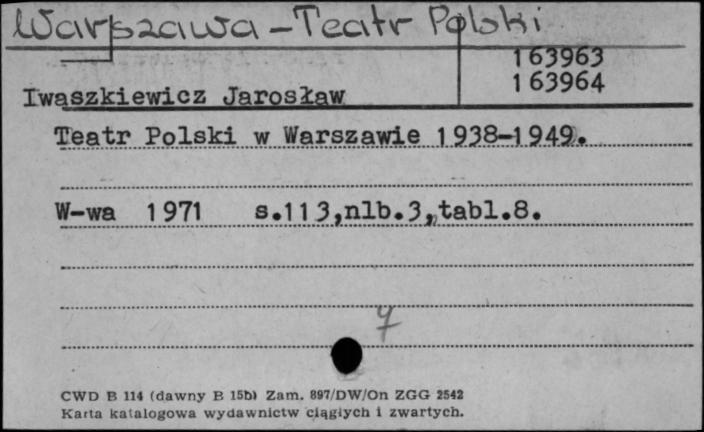 Warszawa – Teatr Polski
163963
163964
Iwaszkiewicz Jarosław
Teatr Polski w Warszawie 1938-1949.
W-wa 1971 s.113,nlb.3,tabl.8.
7
CWD B 114 (dawny B 15b) Zam. 897/DW/On ZGG 2542
Karta katalogowa wydawnictw ciągłych i zwartych.